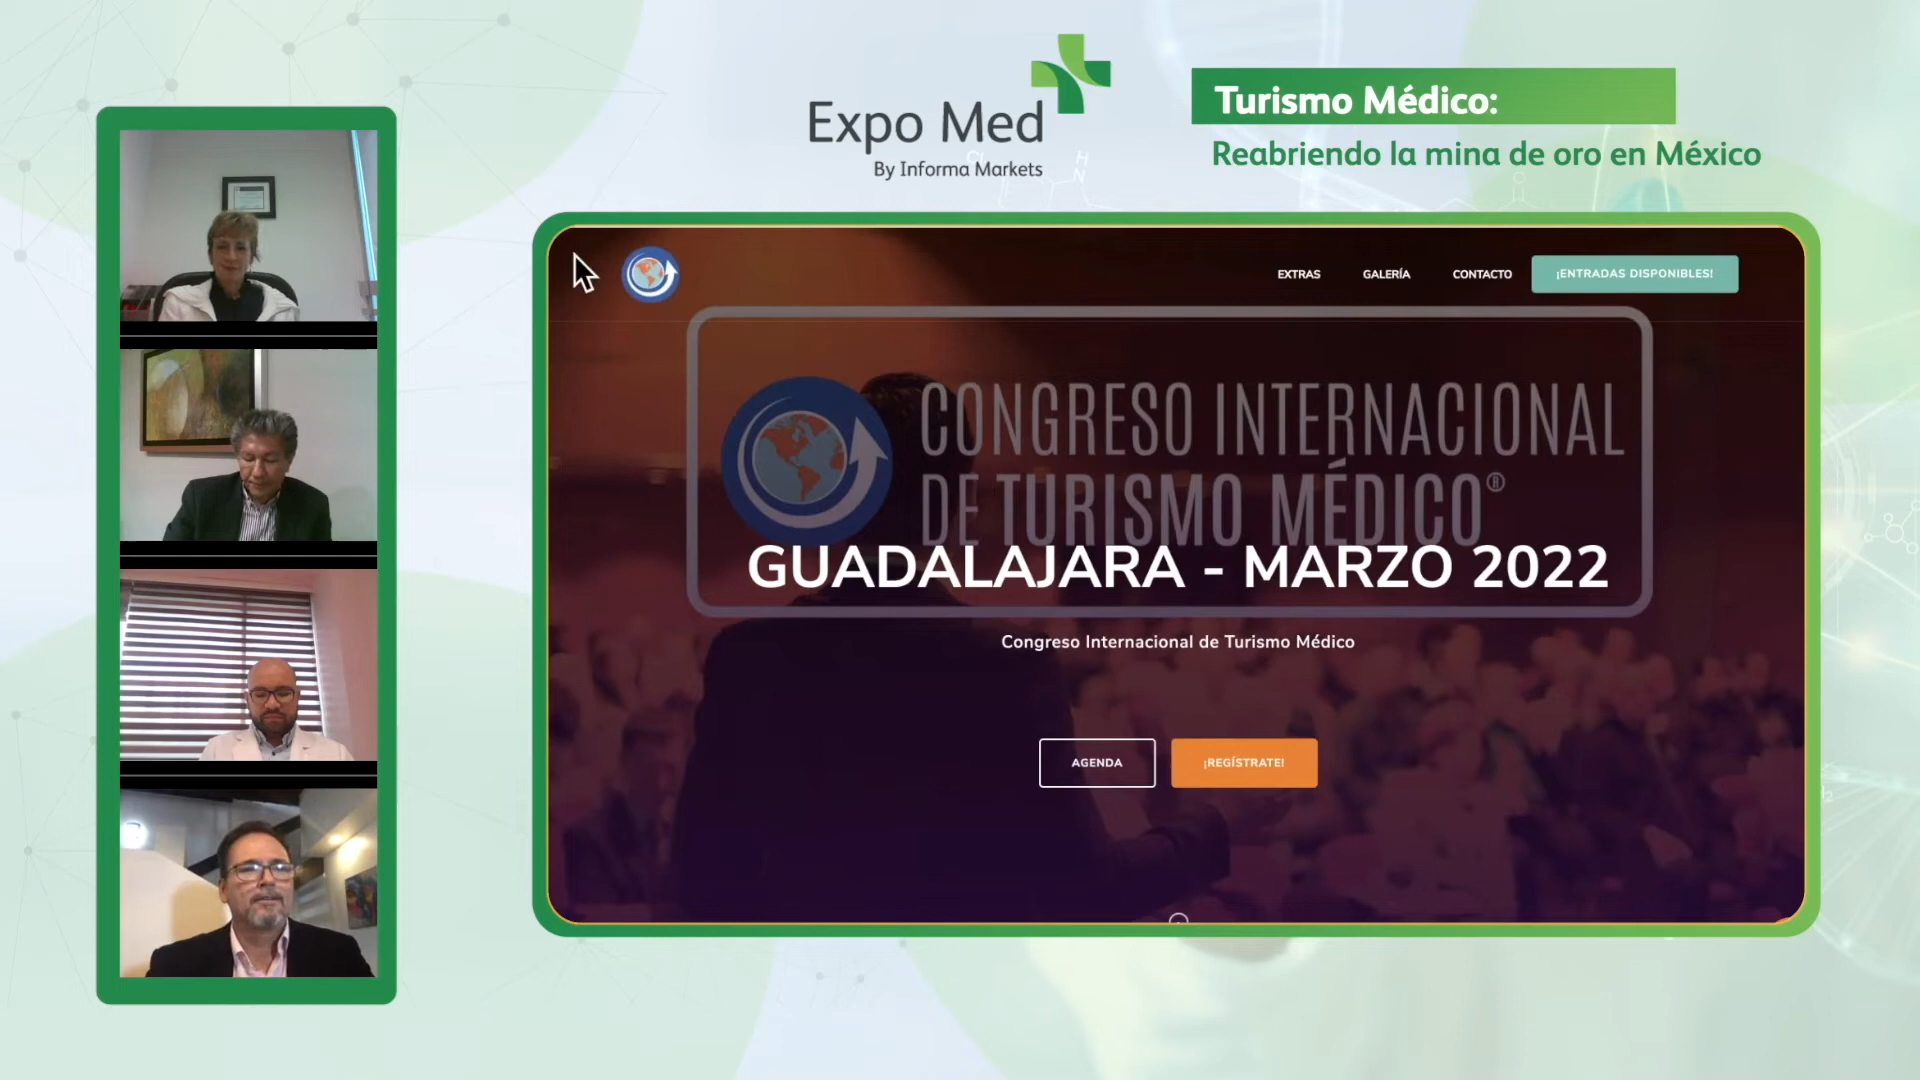 Expo Med
By Informa Markets
Turismo Médico:
Reabriendo la mina de oro en México
EXTRAS
GALERÍA
CONTACTO
¡ENTRADAS DISPONIBLES!
CONGRESO INTERNACIONAL
DE TURISMO MÉDICO®
GUADALAJARA - MARZO 2022
Congreso Internacional de Turismo Médico
AGENDA
¡REGÍSTRATE!